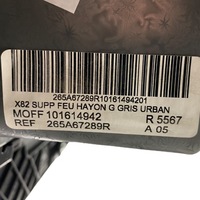 265A67289R10161494201
X82 SUPP FEU HAYON G GRIS URBAN
MOFF 101614942 R 5567
REF 265A67289R A 05